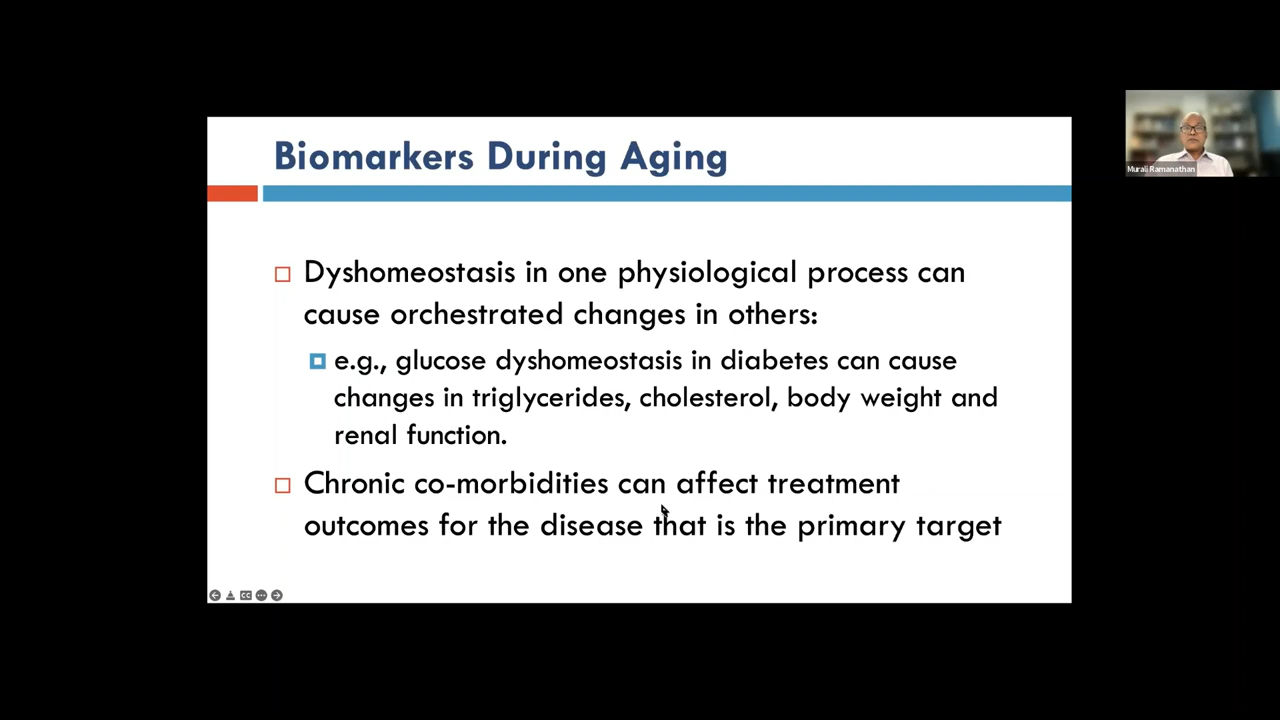 Biomarkers During Aging
Dyshomeostasis in one physiological process can
cause orchestrated changes in others:
e.g., glucose dyshomeostasis in diabetes can cause
changes in triglycerides, cholesterol, body weight and
renal function.
Chronic co-morbidities can affect treatment
outcomes for the disease that is the primary target
Murali Ramanathan
CC